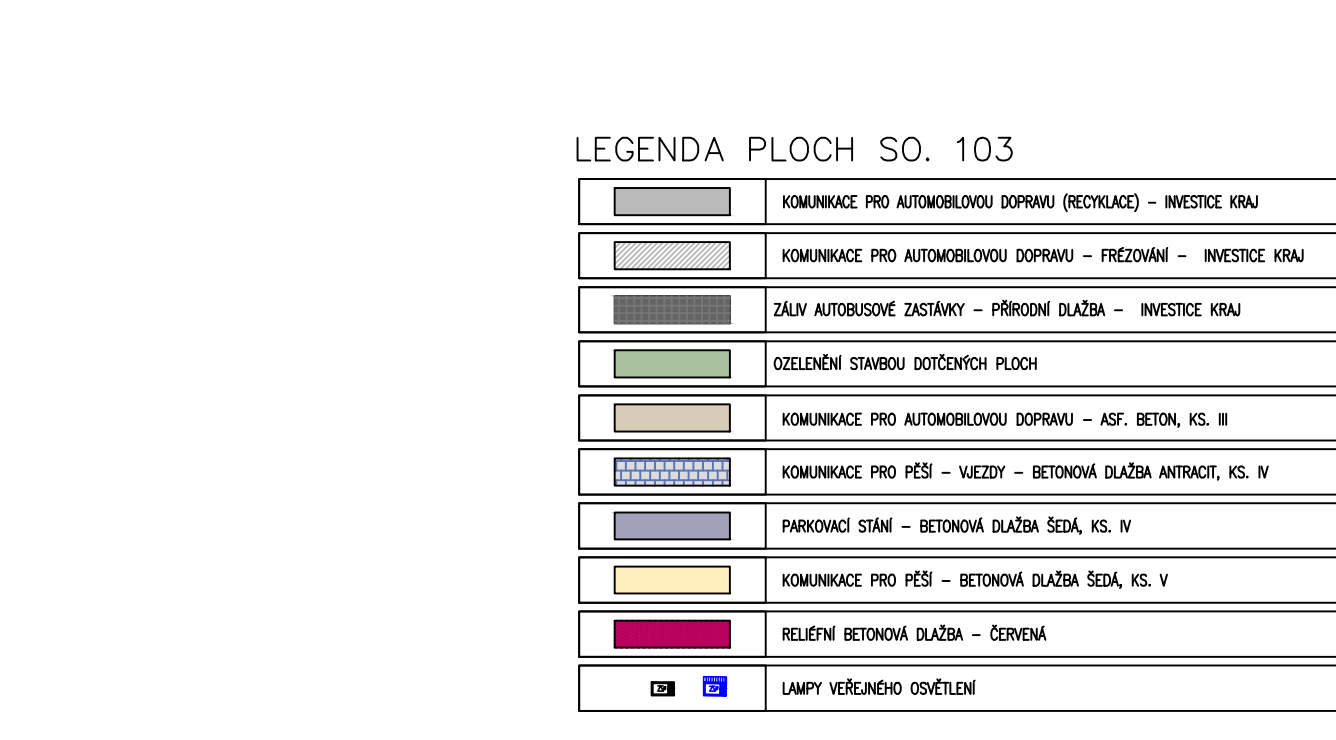 LEGENDA PLOCH SO. 103
KOMUNIKACE PRO AUTOMOBILOVOU DOPRAVU (RECYKLACE) – INVESTICE KRAJ
KOMUNIKACE PRO AUTOMOBILOVOU DOPRAVU – FRÉZOVÁNÍ – INVESTICE KRAJ
ZÁLIV AUTOBUSOVÉ ZASTÁVKY – PŘÍRODNÍ DLAŽBA – INVESTICE KRAJ
OZELENĚNÍ STAVBOU DOTČENÝCH PLOCH
KOMUNIKACE PRO AUTOMOBILOVOU DOPRAVU – ASF. BETON, KS. III
KOMUNIKACE PRO PĚŠÍ – VJEZDY – BETONOVÁ DLAŽBA ANTRACIT, KS. IV
PARKOVACÍ STÁNÍ – BETONOVÁ DLAŽBA ŠEDÁ, KS. IV
KOMUNIKACE PRO PĚŠÍ – BETONOVÁ DLAŽBA ŠEDÁ, KS. V
RELIÉFNÍ BETONOVÁ DLAŽBA – ČERVENÁ
LAMPY VEŘEJNÉHO OSVĚTLENÍ